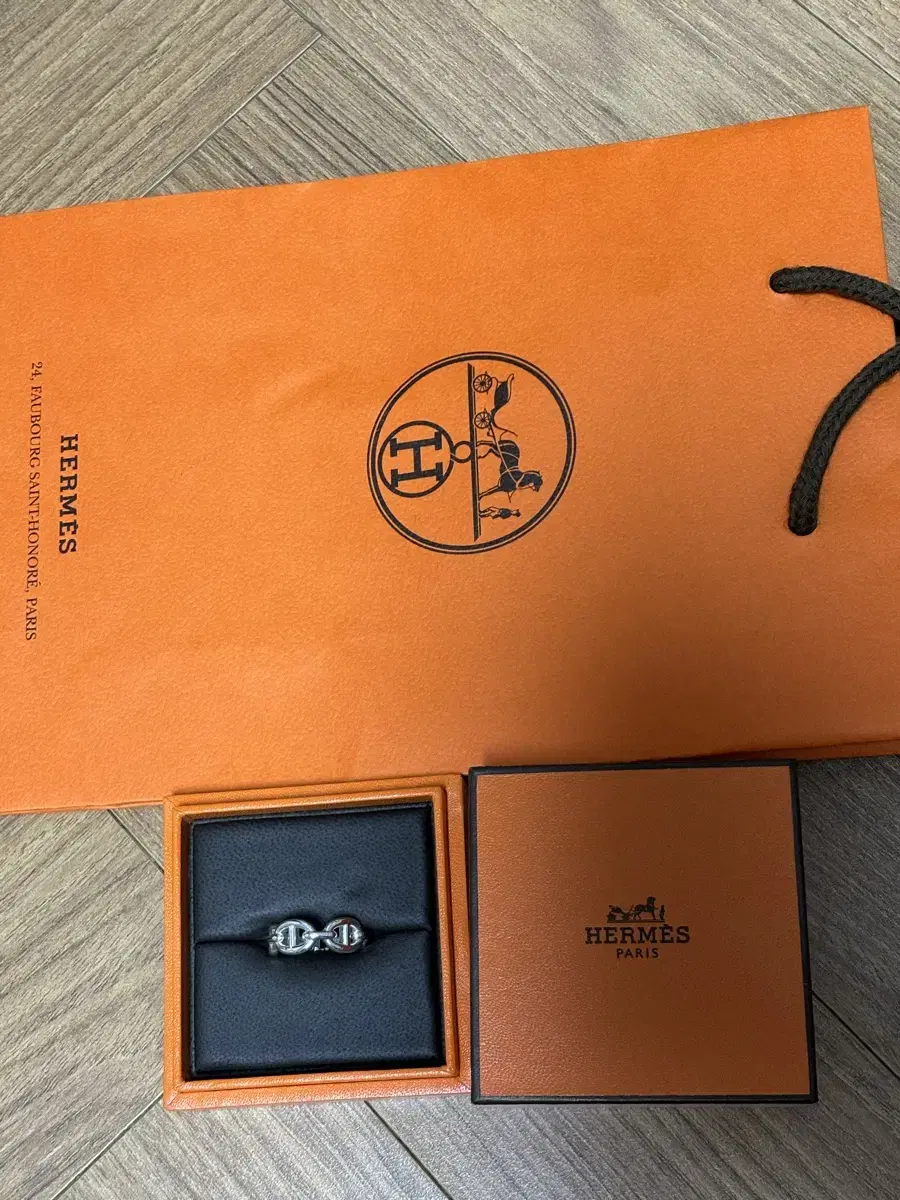 H
HERMÈS
24, FAUBOURG SAINT-HONORÉ, PARIS
HERMÈS
PARIS